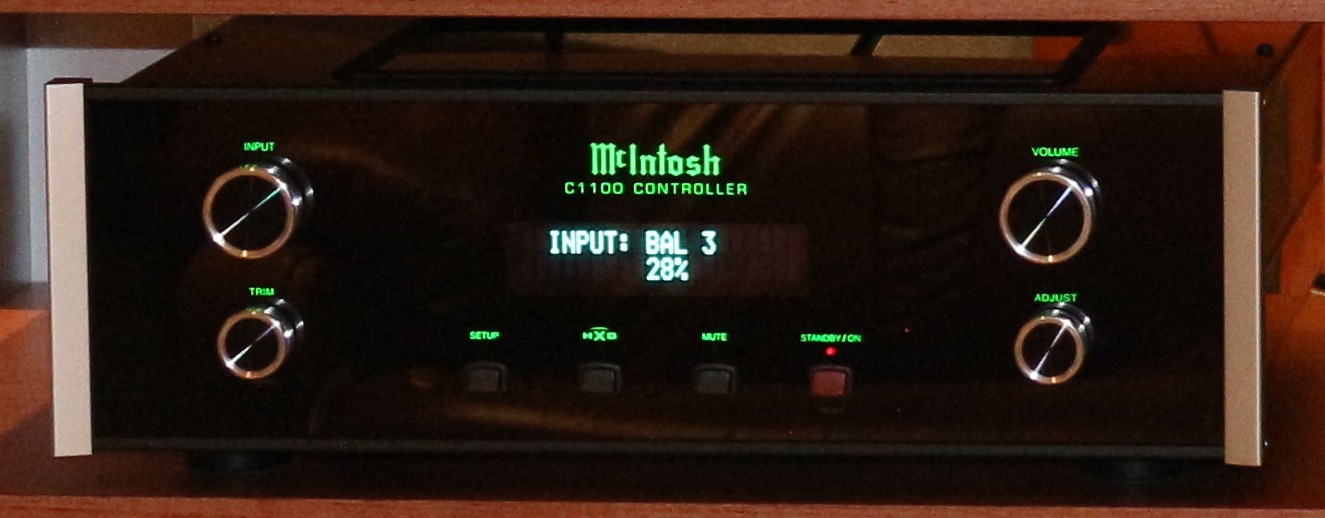 INPUT
McIntosh
VOLUME
C1100 CONTROLLER
INPUT: BAL 3
28%
TRIM
ADJUST
SETUP
HXD
MUTE
STANDBY/ON